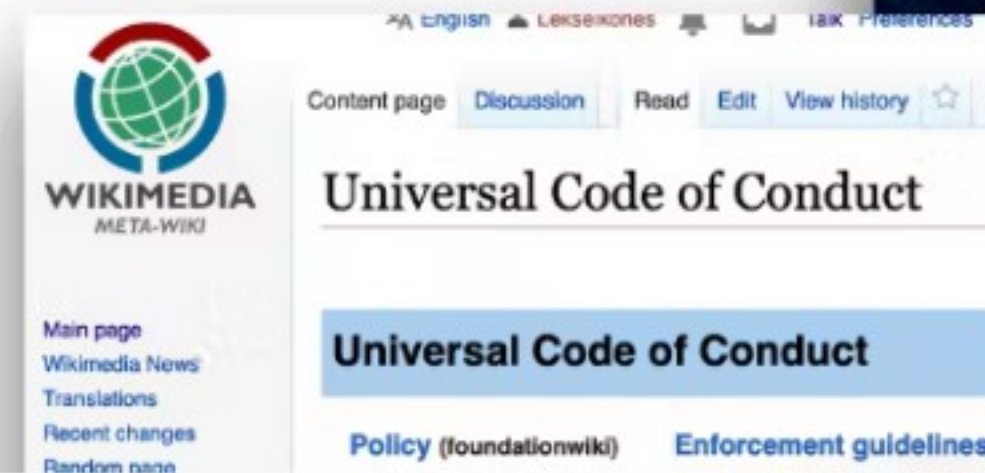 English Lekseikones Talk Preferences
Content page Discussion Read Edit View history
WIKIMEDIA
META-WIKI
Universal Code of Conduct
Universal Code of Conduct
Main page
Wikimedia News
Translations
Recent changes
Random page
Policy (foundationwiki) Enforcement guidelines